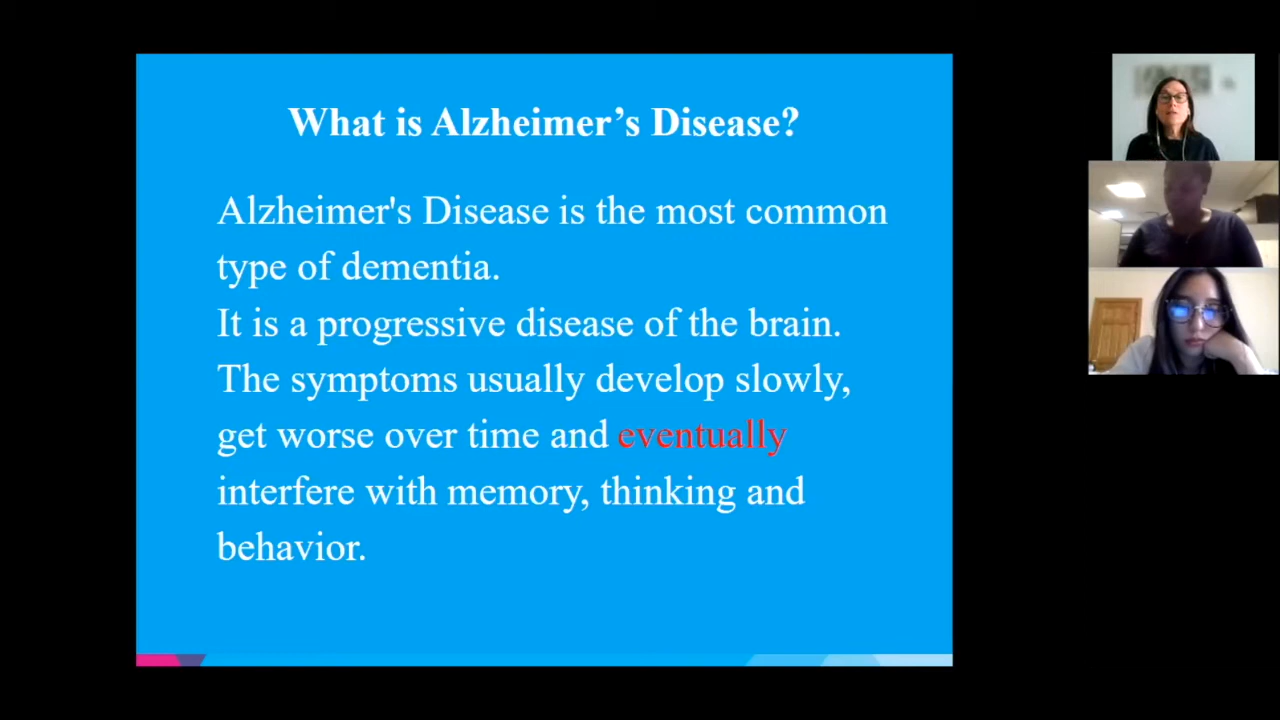 What is Alzheimer’s Disease?
Alzheimer's Disease is the most common
type of dementia.
It is a progressive disease of the brain.
The symptoms usually develop slowly,
get worse over time and eventually
interfere with memory, thinking and
behavior.